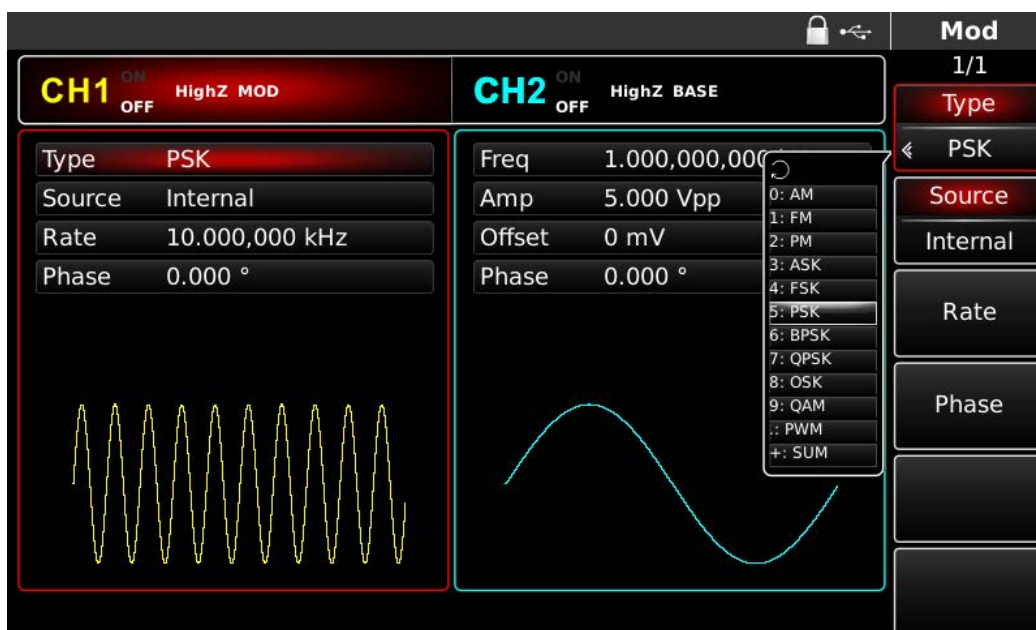 Mod
1/1
CH1 ON OFF HighZ MOD
CH2 ON OFF HighZ BASE
Type
PSK
Type PSK
Source Internal
Rate 10.000,000 kHz
Phase 0.000 °
Freq 1.000,000,000
Amp 5.000 Vpp
Offset 0 mV
Phase 0.000 °
0: AM
1: FM
2: PM
3: ASK
4: FSK
5: PSK
6: BPSK
7: QPSK
8: OSK
9: QAM
.: PWM
+: SUM
Source
Internal
Rate
Phase